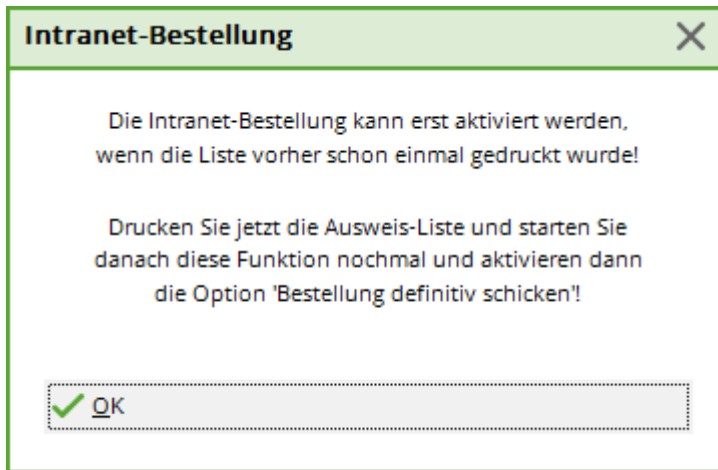 Intranet-Bestellung
Die Intranet-Bestellung kann erst aktiviert werden,
wenn die Liste vorher schon einmal gedruckt wurde!
Drucken Sie jetzt die Ausweis-Liste und starten Sie
danach diese Funktion nochmal und aktivieren dann
die Option 'Bestellung definitiv schicken'!
OK